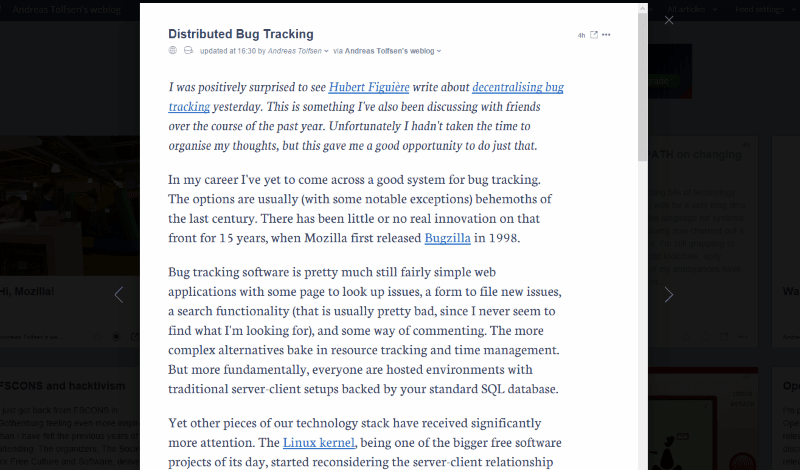 Andreas Tolfsen's weblog
All articles
Feed settings
Distributed Bug Tracking
4h
updated at 16:30 by Andreas Tolfsen via Andreas Tolfsen's weblog
I was positively surprised to see Hubert Figuière write about decentralising bug
tracking yesterday. This is something I've also been discussing with friends
over the course of the past year. Unfortunately I hadn't taken the time to
organise my thoughts, but this gave me a good opportunity to do just that.
In my career I've yet to come across a good system for bug tracking.
The options are usually (with some notable exceptions) behemoths of
the last century. There has been little or no real innovation on that
front for 15 years, when Mozilla first released Bugzilla in 1998.
Bug tracking software is pretty much still fairly simple web
applications with some page to look up issues, a form to file new issues,
a search functionality (that is usually pretty bad, since I never seem to
find what I'm looking for), and some way of commenting. The more
complex alternatives bake in resource tracking and time management.
But more fundamentally, everyone are hosted environments with
traditional server-client setups backed by your standard SQL database.
Yet other pieces of our technology stack have received significantly
more attention. The Linux kernel, being one of the bigger free software
projects of its day, started reconsidering the server-client relationship
PATH on changing
Hi, Mozilla!
FSCONS and hacktivism
just got back from FSCONS in